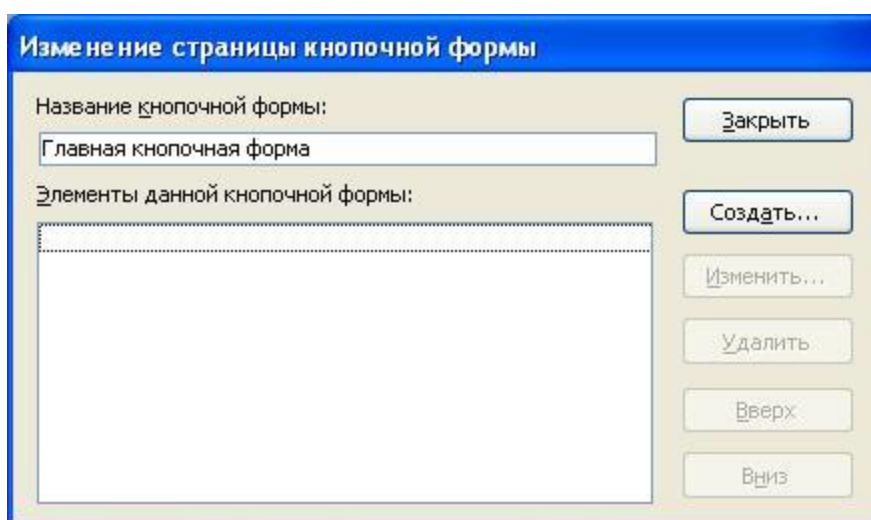 Изменение страницы кнопочной формы
Название кнопочной формы:
Закрыть
Главная кнопочная форма
Элементы данной кнопочной формы:
Создать...
Изменить...
Удалить
Вверх
Вниз